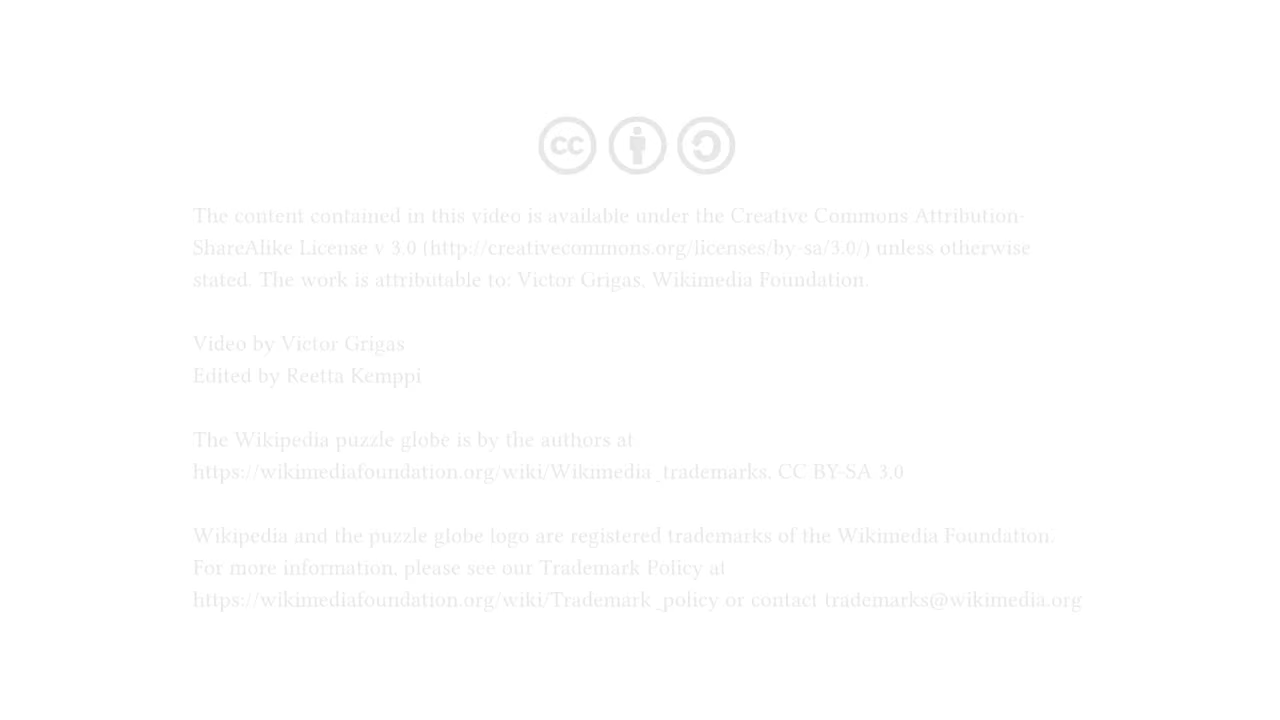 The content contained in this video is available under the Creative Commons Attribution-
ShareAlike License v 3.0 (http://creativecommons.org/licenses/by-sa/3.0/) unless otherwise
stated. The work is attributable to: Victor Grigas, Wikimedia Foundation.
Video by Victor Grigas
Edited by Reetta Kemppi
The Wikipedia puzzle globe is by the authors at
https://wikimediafoundation.org/wiki/Wikimedia_trademarks, CC BY-SA 3.0
Wikipedia and the puzzle globe logo are registered trademarks of the Wikimedia Foundation.
For more information, please see our Trademark Policy at
https://wikimediafoundation.org/wiki/Trademark_policy or contact trademarks@wikimedia.org